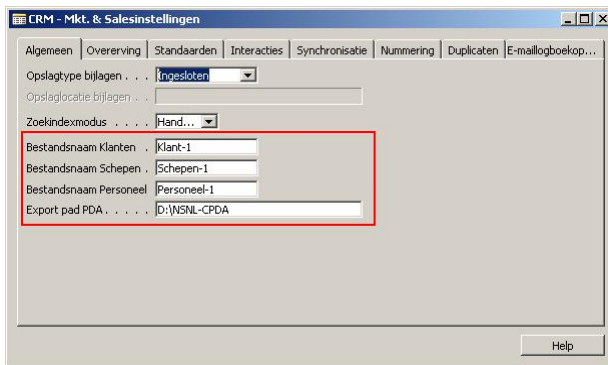 CRM - Mkt. & Salesinstellingen
Algemeen Overerving Standaarden Interacties Synchronisatie Nummering Duplicaten E-maillogboekop...
Opslagtype bijlagen . . . Ingesloten
Opslaglocatie bijlagen . .
Zoekindexmodus . . . . Hand...
Bestandsnaam Klanten . Klant-1
Bestandsnaam Schepen . Schepen-1
Bestandsnaam Personeel Personeel-1
Export pad PDA . . . . . D:\NSNL-CPDA
Help